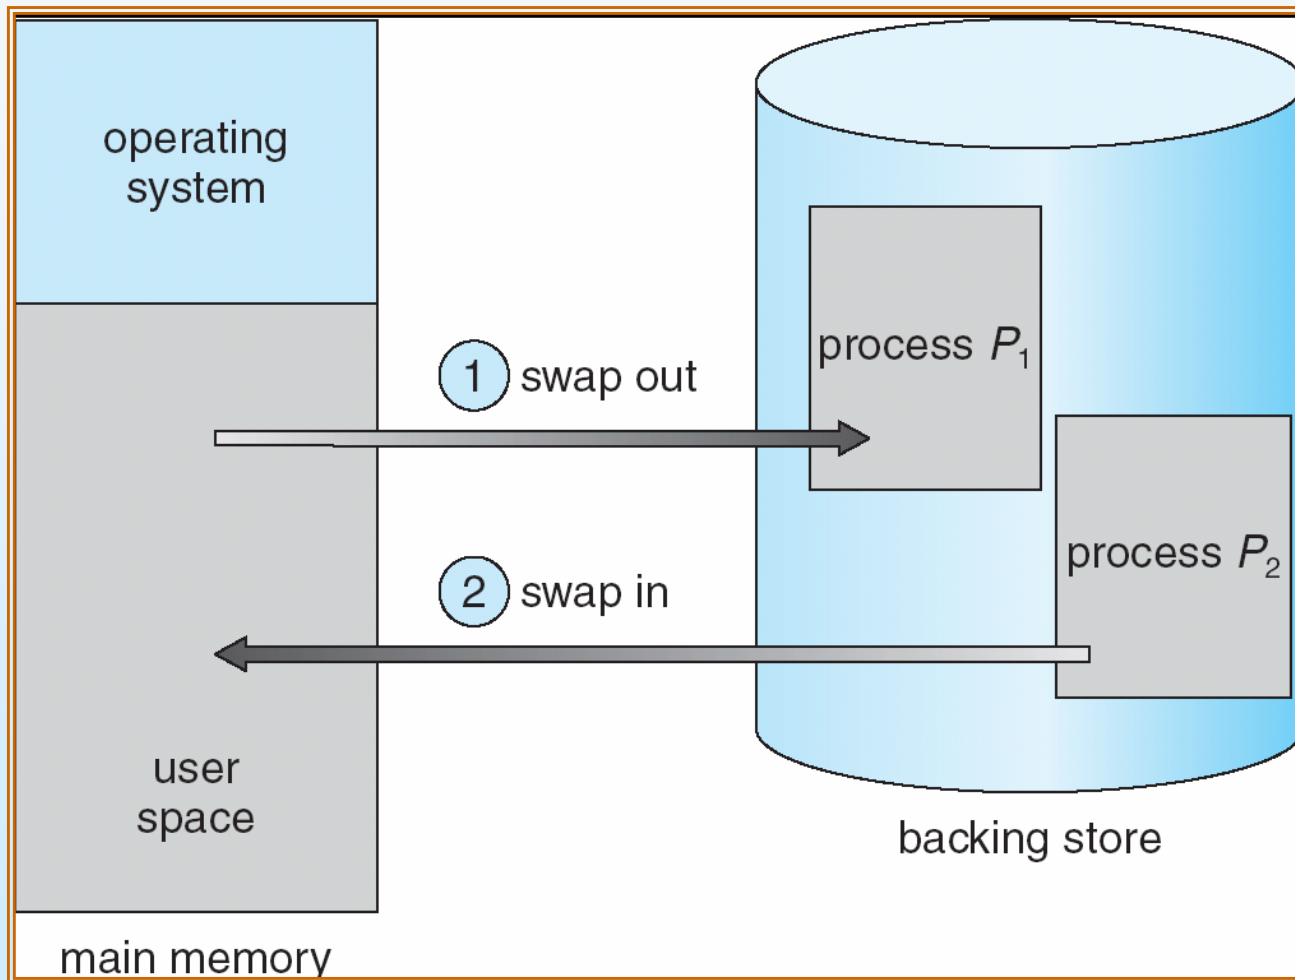 operating
system
1 swap out
process P₁
2 swap in
process P₂
user
space
backing store
main memory